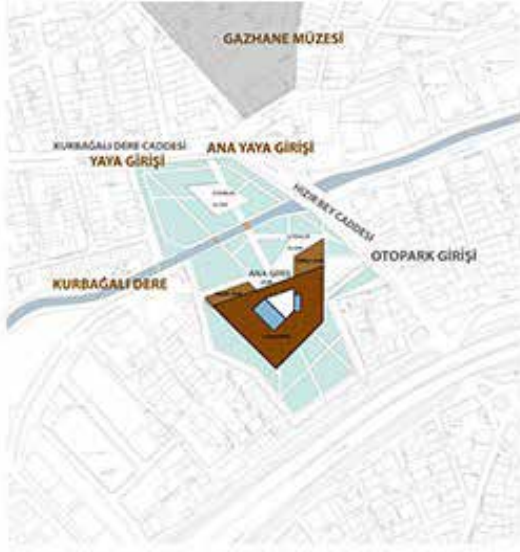 GAZHANE MÜZESİ
KURBAĞALI DERE CADDESİ
YAYA GİRİŞİ
ANA YAYA GİRİŞİ
HIZIR BEY CADDESİ
OTOPARK GİRİŞİ
ANA GİRİŞ
KURBAĞALI DERE